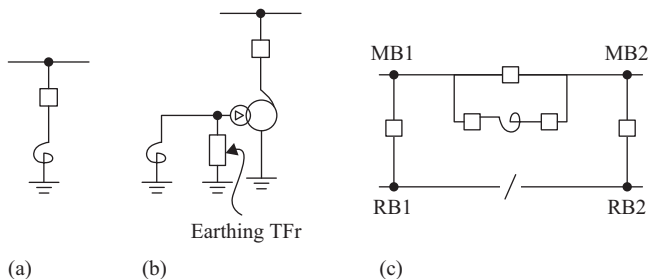 MB1
MB2
RB1
RB2
Earthing TFr
(a)
(b)
(c)